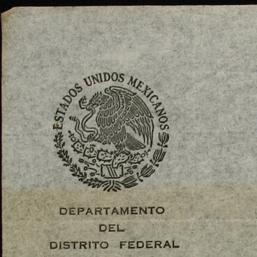 ESTADOS UNIDOS MEXICANOS
DEPARTAMENTO
DEL
DISTRITO FEDERAL